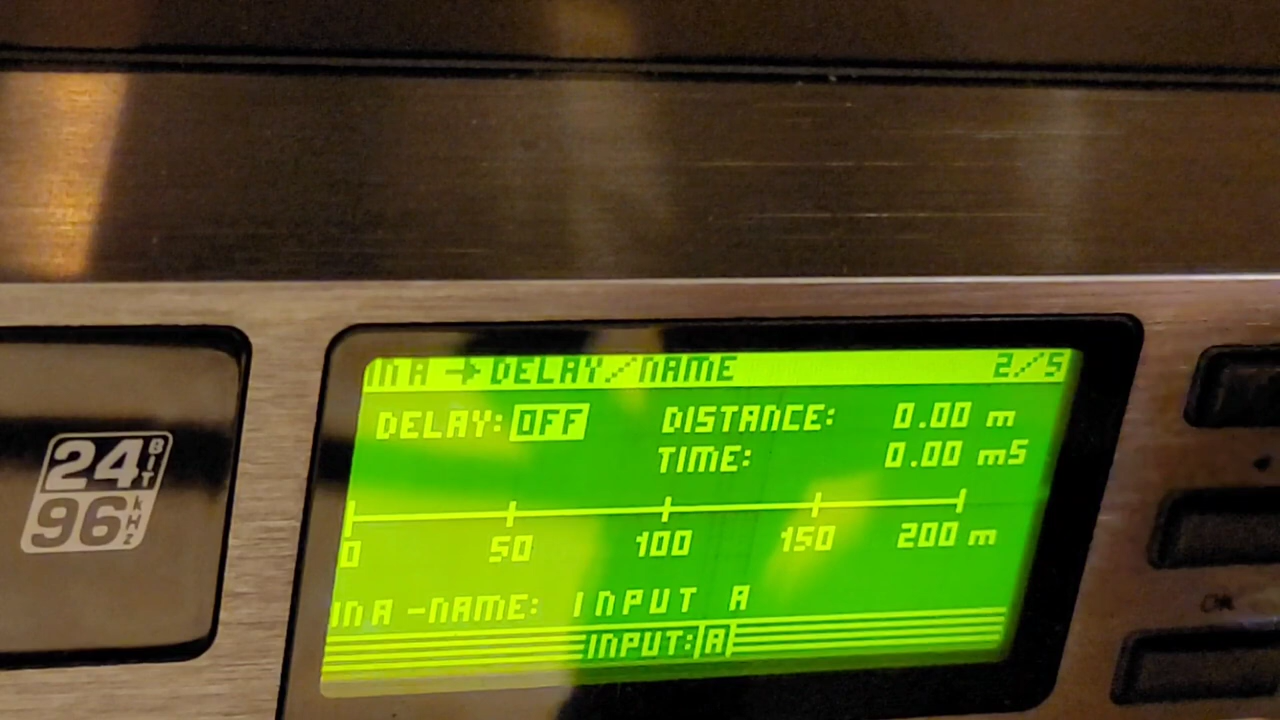 IN A → DELAY/NAME 2/5
DELAY: OFF DISTANCE: 0.00 m
TIME: 0.00 mS
0 50 100 150 200 m
IN A -NAME: INPUT A
INPUT: A
24 BIT
96 kHz
OK